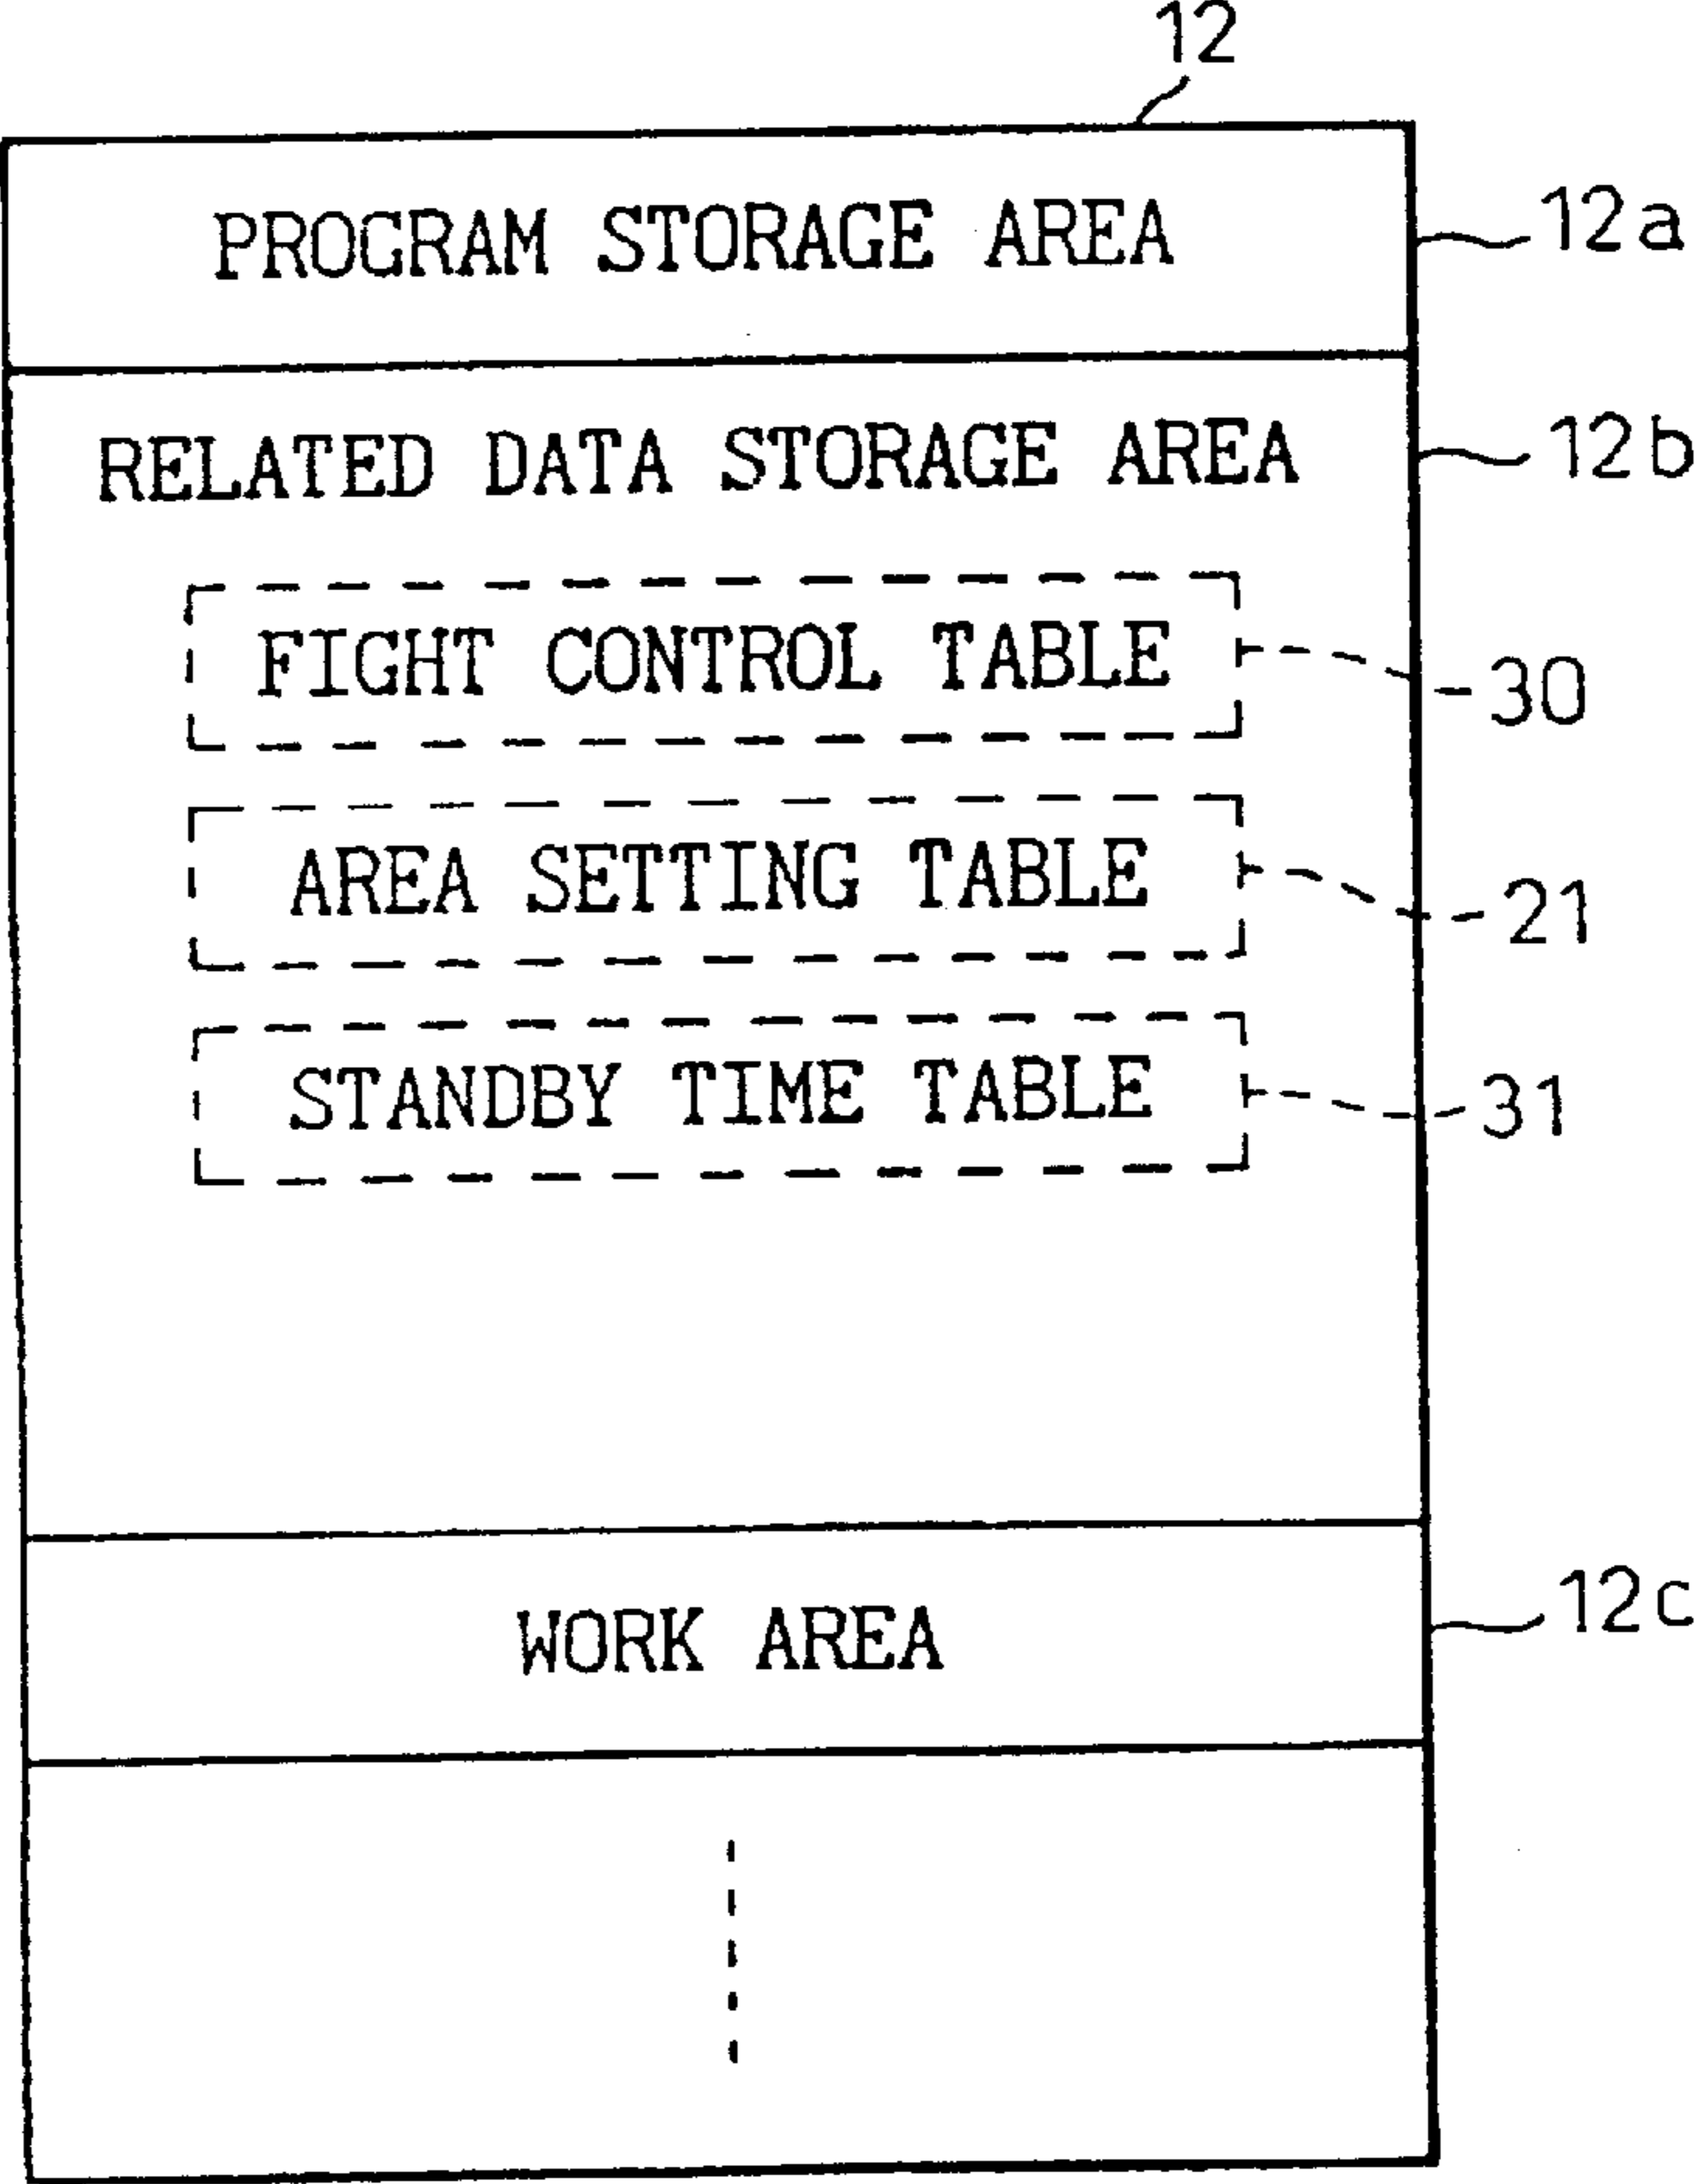 12
PROGRAM STORAGE AREA 12a
RELATED DATA STORAGE AREA 12b
FIGHT CONTROL TABLE 30
AREA SETTING TABLE 21
STANDBY TIME TABLE 31
WORK AREA 12c